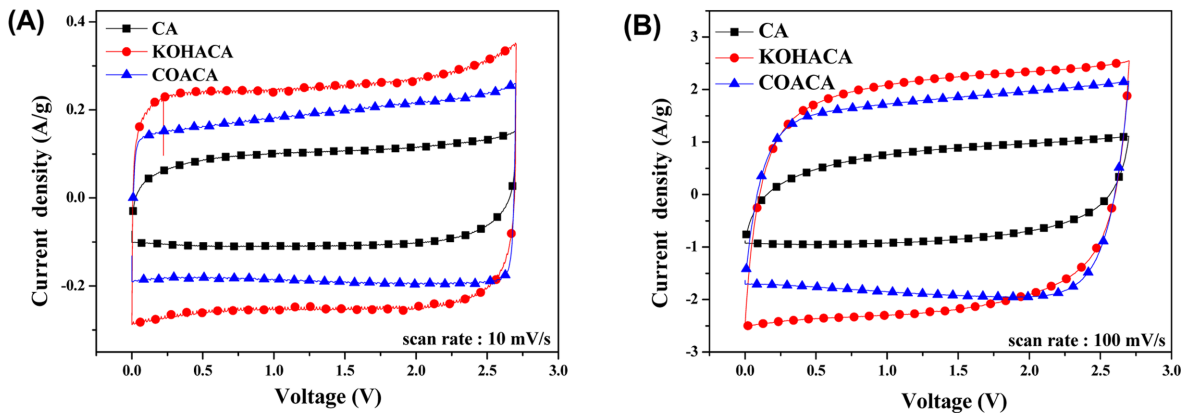 (A)
CA
KOHACA
COACA
0.4
0.2
0.0
-0.2
Current density (A/g)
scan rate : 10 mV/s
0.0 0.5 1.0 1.5 2.0 2.5 3.0
Voltage (V)
(B)
CA
KOHACA
COACA
3
2
1
0
-1
-2
-3
Current density (A/g)
scan rate : 100 mV/s
0.0 0.5 1.0 1.5 2.0 2.5 3.0
Voltage (V)